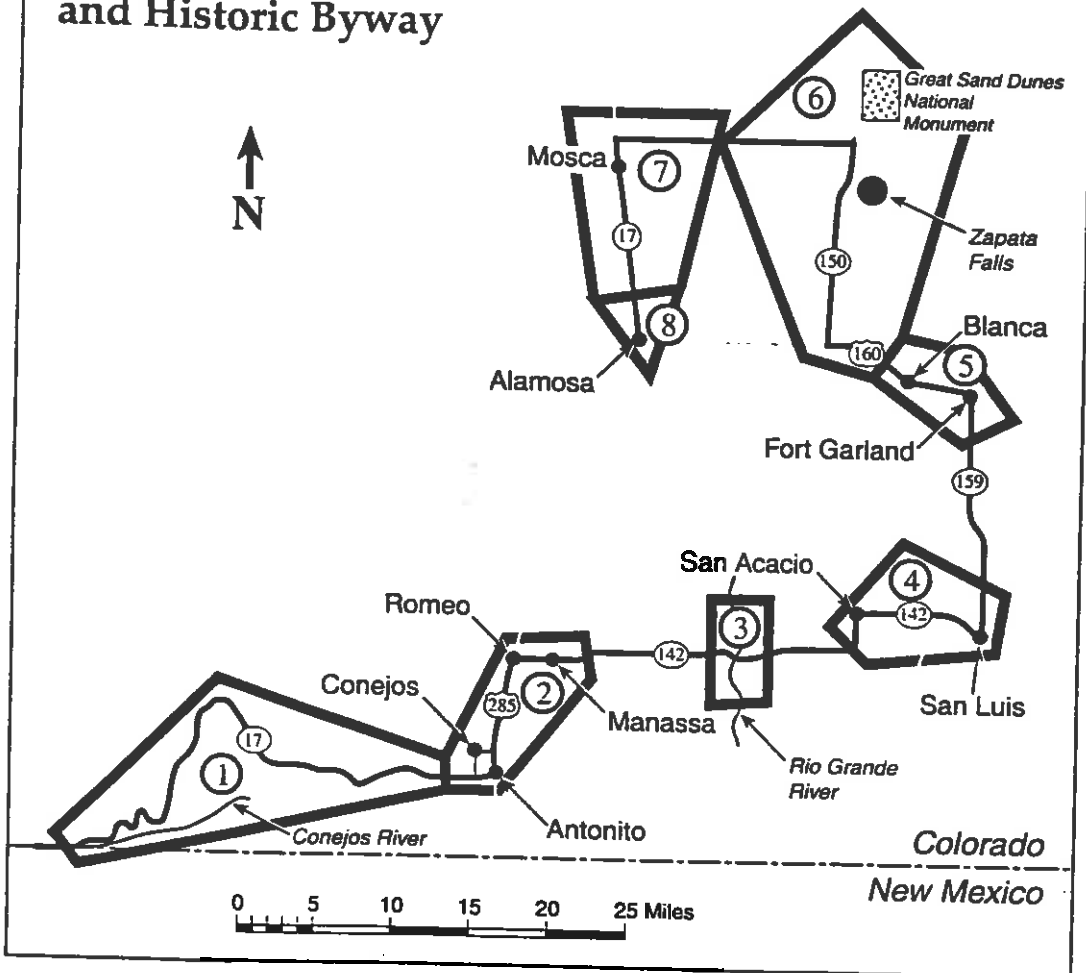 and Historic Byway
6
Great Sand Dunes
National
Monument
N
Mosca
7
17
150
Zapata
Falls
8
Blanca
160
5
Alamosa
Fort Garland
159
San Acacio
4
142
Romeo
3
142
Conejos
2
285
Manassa
San Luis
17
1
Rio Grande
River
Conejos River
Antonito
Colorado
New Mexico
0 5 10 15 20 25 Miles